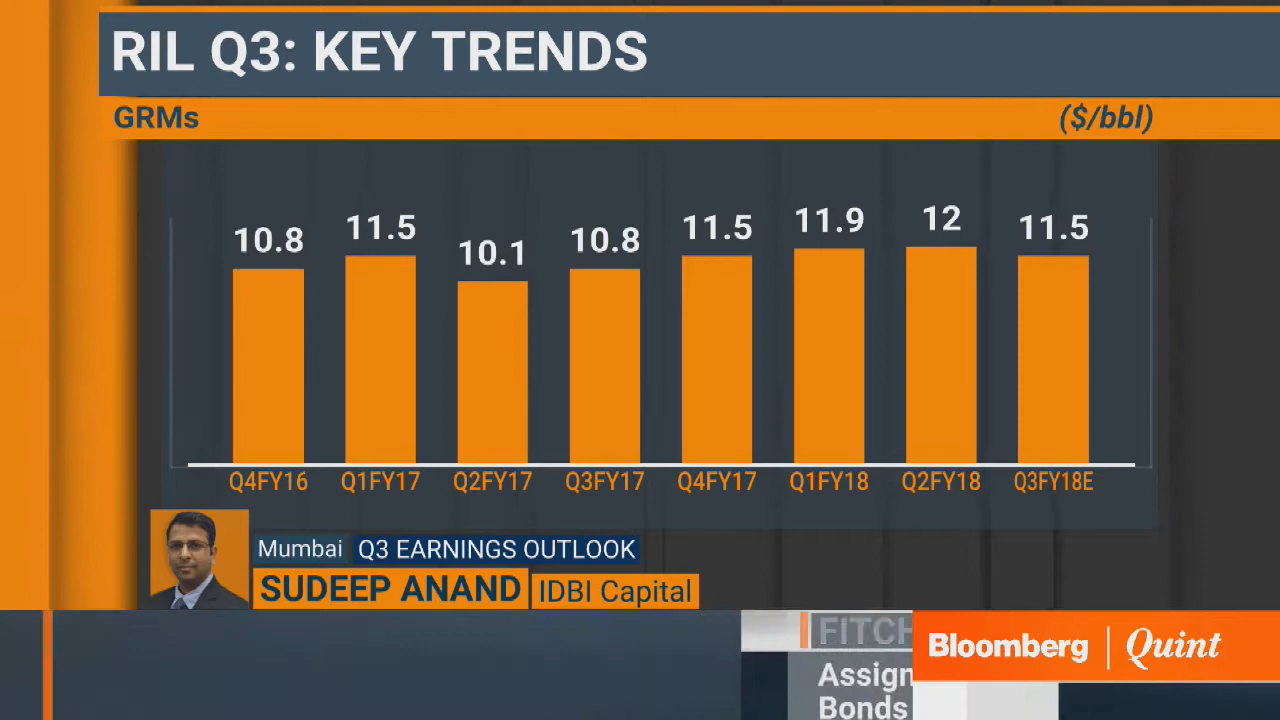 RIL Q3: KEY TRENDS
GRMs ($/bbl)
10.8 11.5 10.1 10.8 11.5 11.9 12 11.5
Q4FY16 Q1FY17 Q2FY17 Q3FY17 Q4FY17 Q1FY18 Q2FY18 Q3FY18E
Mumbai Q3 EARNINGS OUTLOOK
SUDEEP ANAND IDBI Capital
FITCH
Bloomberg | Quint
Assign
Bonds